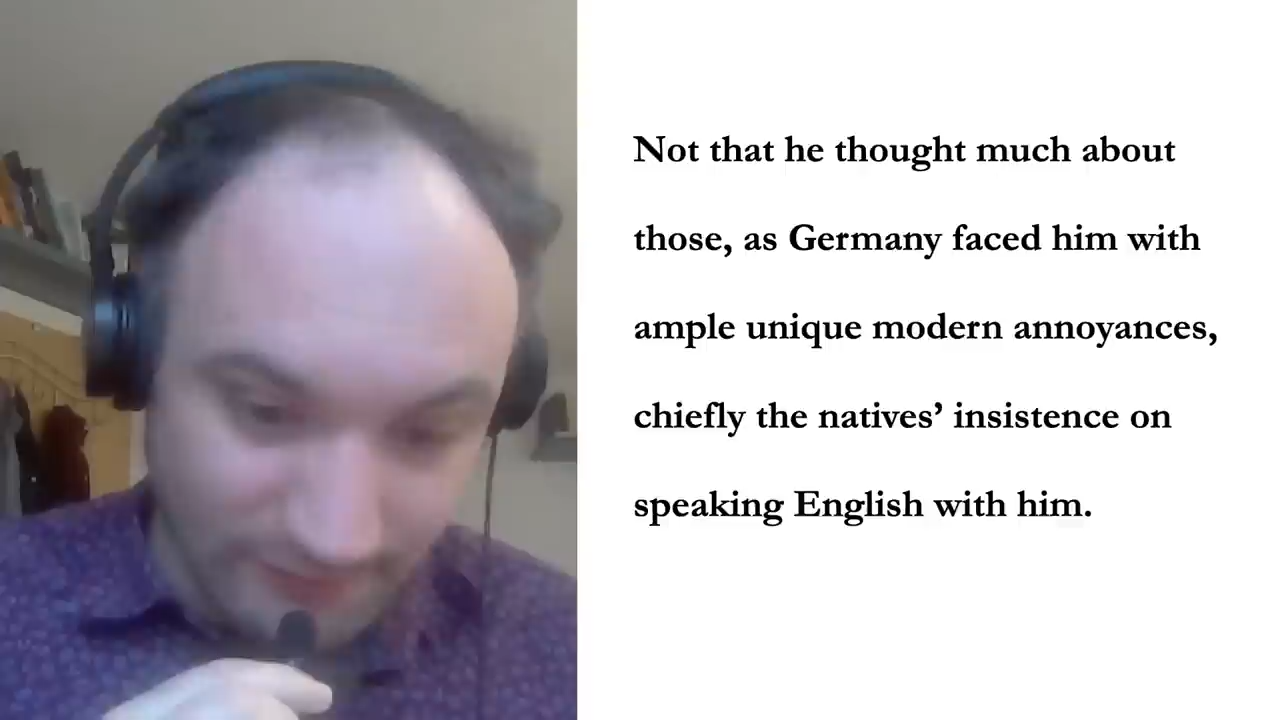 Not that he thought much about
those, as Germany faced him with
ample unique modern annoyances,
chiefly the natives’ insistence on
speaking English with him.